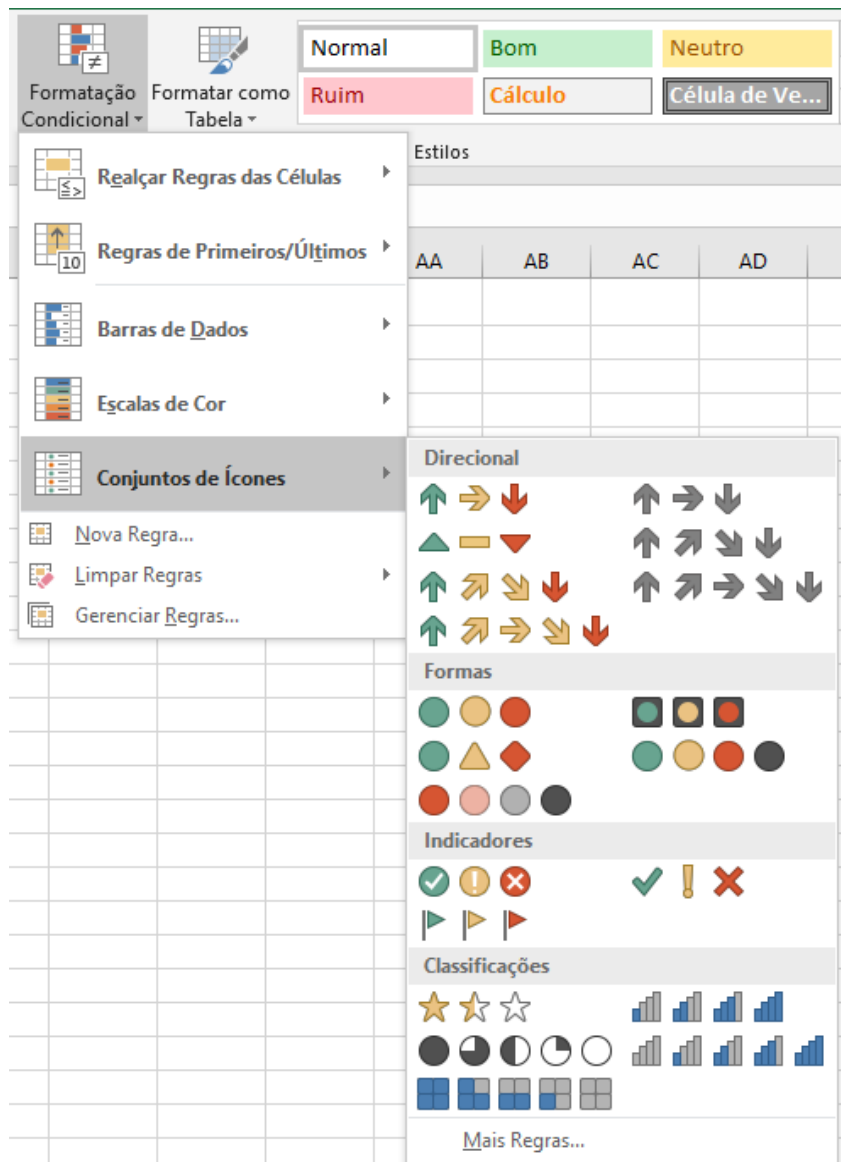 Formatação
Condicional
Formatar como
Tabela
Normal
Bom
Neutro
Ruim
Cálculo
Célula de Ve...
Estilos
Realçar Regras das Células
Regras de Primeiros/Últimos
10
Barras de Dados
Escalas de Cor
Conjuntos de Ícones
Nova Regra...
Limpar Regras
Gerenciar Regras...
AA
AB
AC
AD
Direcional
Formas
Indicadores
Classificações
Mais Regras...